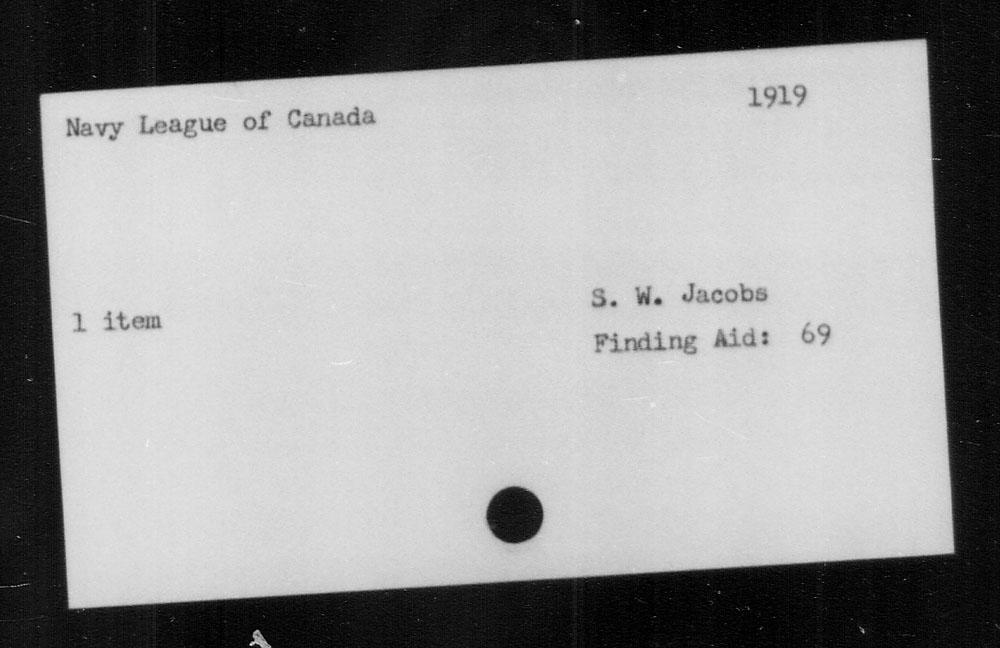 Navy League of Canada 1919
1 item
S. W. Jacobs
Finding Aid: 69